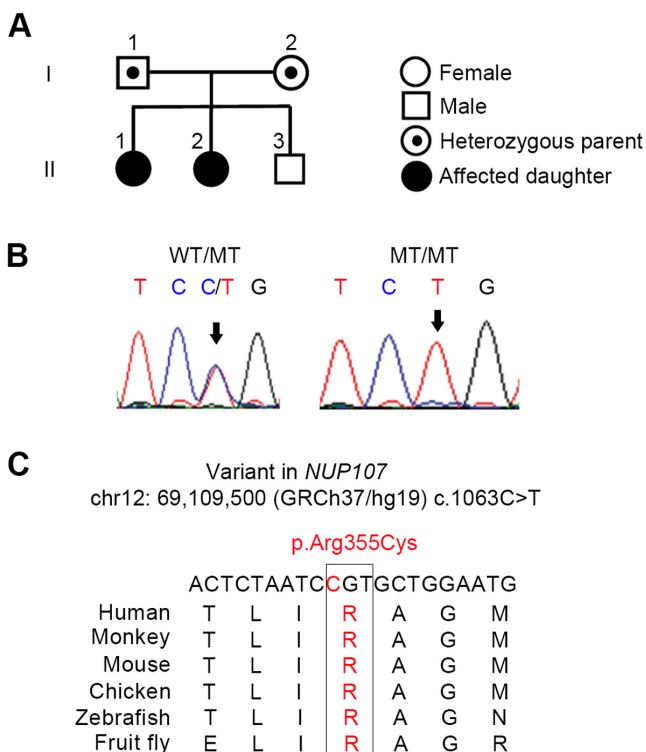 A
1 2
I
1 2 3
II
Female
Male
Heterozygous parent
Affected daughter
B
WT/MT MT/MT
T C C/T G T C T G
C
Variant in NUP107
chr12: 69,109,500 (GRCh37/hg19) c.1063C>T
p.Arg355Cys
ACTCTAATCCGTGCTGGAATG
Human T L I R A G M
Monkey T L I R A G M
Mouse T L I R A G M
Chicken T L I R A G M
Zebrafish T L I R A G N
Fruit fly E L I R A G R